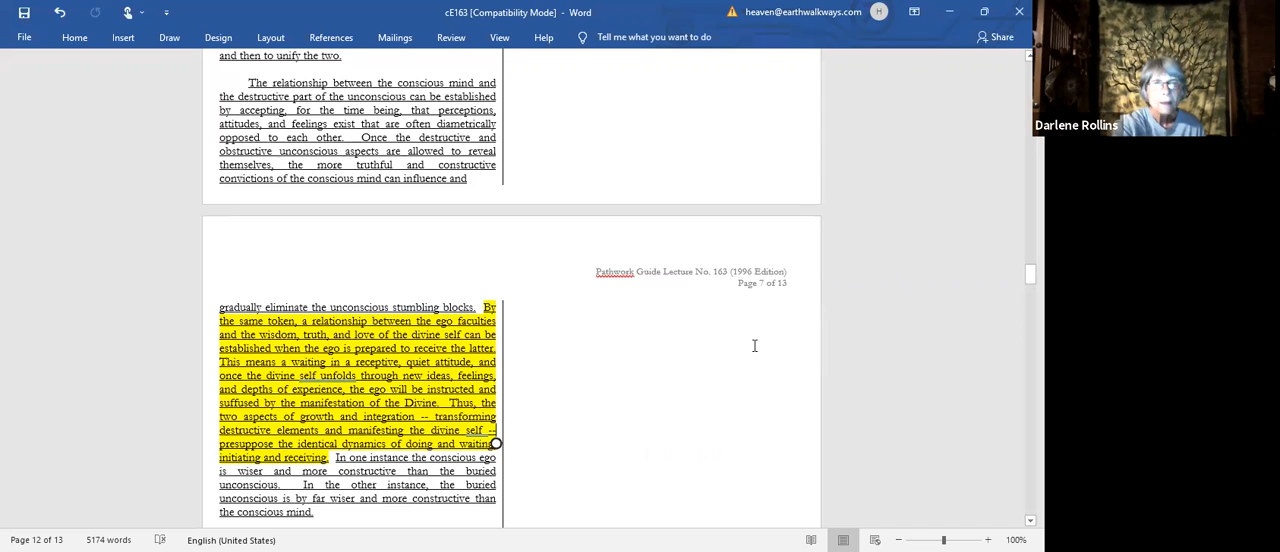 cE163 [Compatibility Mode] - Word
heaven@earthwalkways.com
H
File
Home
Insert
Draw
Design
Layout
References
Mailings
Review
View
Help
Tell me what you want to do
Share
and then to unify the two.
The relationship between the conscious mind and
the destructive part of the unconscious can be established
by accepting, for the time being, that perceptions,
attitudes, and feelings exist that are often diametrically
opposed to each other. Once the destructive and
obstructive unconscious aspects are allowed to reveal
themselves, the more truthful and constructive
convictions of the conscious mind can influence and
Pathwork Guide Lecture No. 163 (1996 Edition)
Page 7 of 13
gradually eliminate the unconscious stumbling blocks. By
the same token, a relationship between the ego faculties
and the wisdom, truth, and love of the divine self can be
established when the ego is prepared to receive the latter.
This means a waiting in a receptive, quiet attitude, and
once the divine self unfolds through new ideas, feelings,
and depths of experience, the ego will be instructed and
suffused by the manifestation of the Divine. Thus, the
two aspects of growth and integration -- transforming
destructive elements and manifesting the divine self --
presuppose the identical dynamics of doing and waiting,
initiating and receiving. In one instance the conscious ego
is wiser and more constructive than the buried
unconscious. In the other instance, the buried
unconscious is by far wiser and more constructive than
the conscious mind.
Page 12 of 13
5174 words
English (United States)
100%
Darlene Rollins